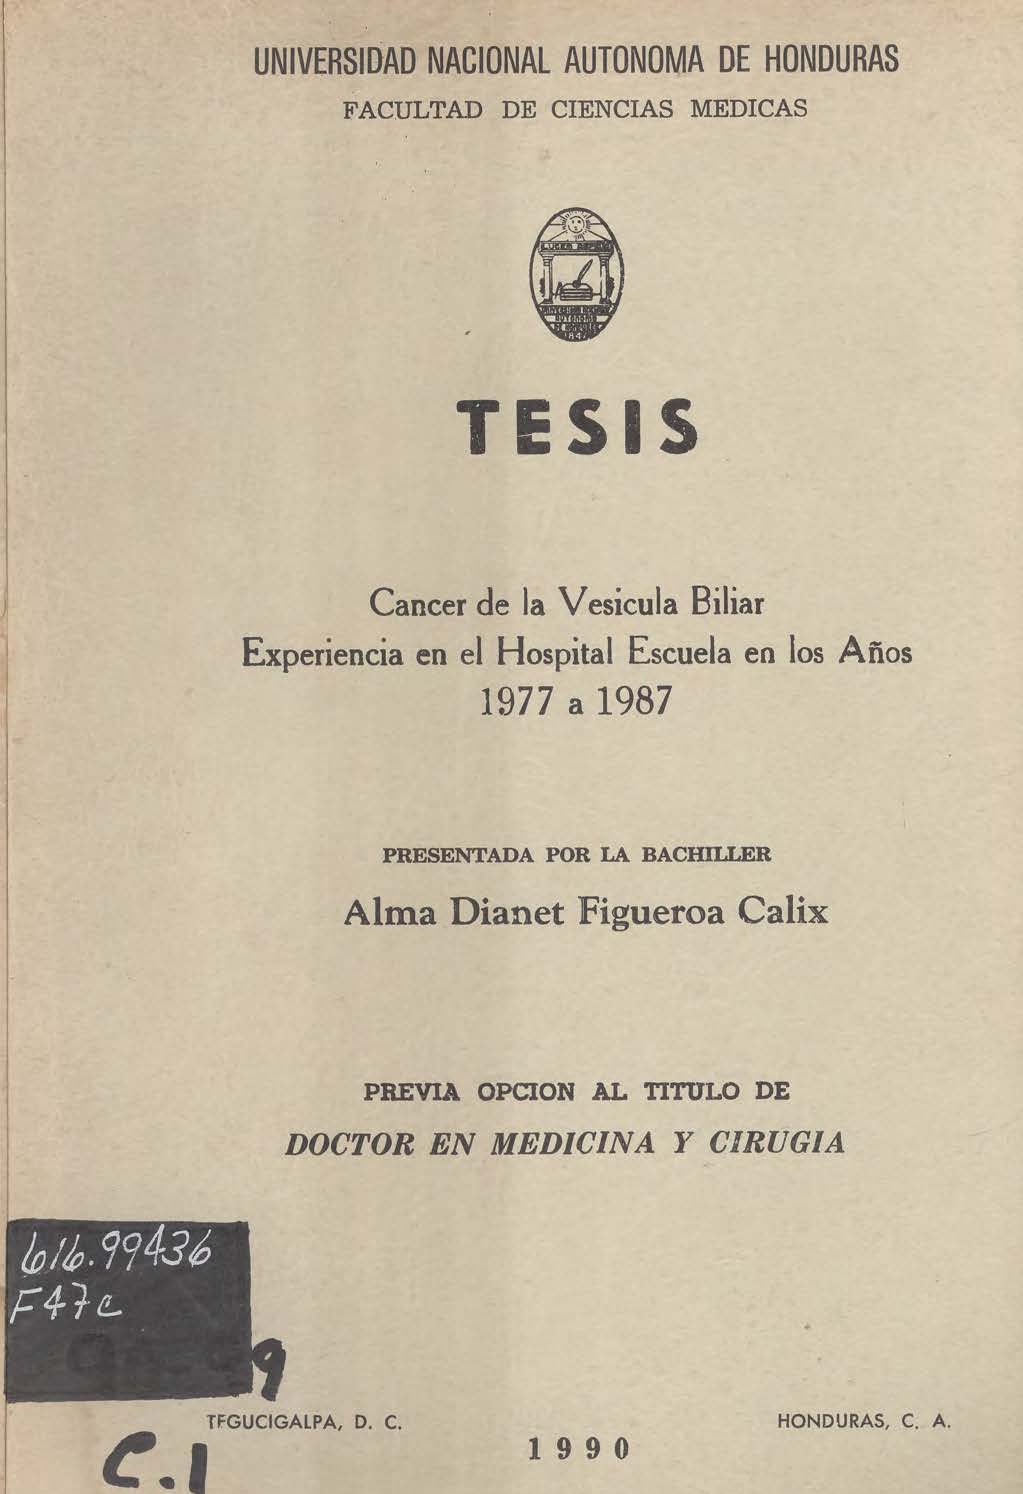 UNIVERSIDAD NACIONAL AUTONOMA DE HONDURAS
FACULTAD DE CIENCIAS MEDICAS
1847
TESIS
Cancer de la Vesicula Biliar
Experiencia en el Hospital Escuela en los Años
1977 a 1987
PRESENTADA POR LA BACHILLER
Alma Dianet Figueroa Calix
PREVIA OPCION AL TITULO DE
DOCTOR EN MEDICINA Y CIRUGIA
616.99436
F47c
TEGUCIGALPA, D. C.
HONDURAS, C. A.
1990
C.1